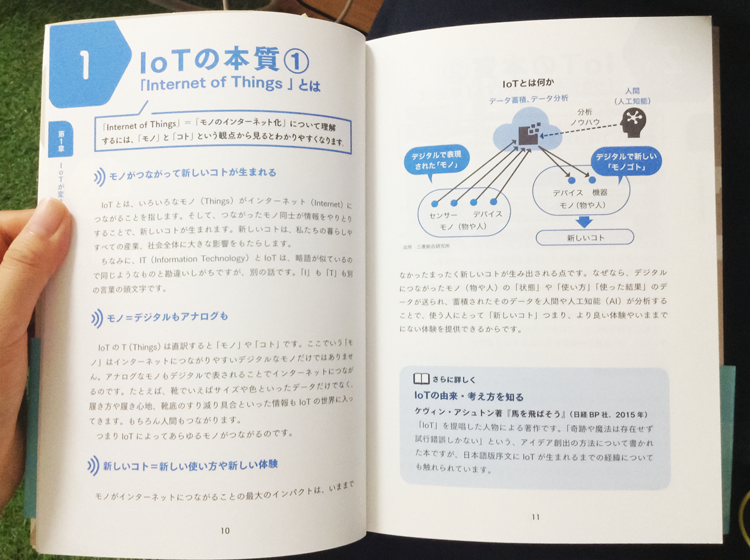 1
IoTの本質①
「Internet of Things 」とは
「Internet of Things」=「モノのインターネット化」について理解
するには、「モノ」と「コト」という観点から見るとわかりやすくなります。
第1章
IoTが変
モノがつながって新しいコトが生まれる
IoTとは、いろいろなモノ(Things)がインターネット(Internet)に
つながることを指します。そして、つながったモノ同士が情報をやりとり
することで、新しいコトが生まれます。新しいコトは、私たちの暮らしや
すべての産業、社会全体に大きな影響をもたらします。
ちなみに、IT(Information Technology)とIoTは、略語が似ているの
で同じようなものと勘違いしがちですが、別の話です。「I」も「T」も別
の言葉の頭文字です。
モノ=デジタルもアナログも
IoTのT(Things)は直訳すると「モノ」や「コト」です。ここでいう「モ
ノ」はインターネットにつながりやすいデジタルなモノだけではありませ
ん。アナログなモノもデジタルで表されることでインターネットにつなが
るのです。たとえば、靴でいえばサイズや色といったデータだけでなく、
履き方や履き心地、靴底のすり減り具合といった情報もIoTの世界に入っ
てきます。もちろん人間もつながります。
つまりIoTによってあらゆるモノがつながるのです。
新しいコト=新しい使い方や新しい体験
モノがインターネットにつながることの最大のインパクトは、いままで
10
IoTとは何か
データ蓄積、データ分析
人間
(人工知能)
分析
ノウハウ
デジタルで表現
された「モノ」
デジタルで新しい
「モノゴト」
センサー デバイス
モノ(物や人)
デバイス 機器
モノ(物や人)
新しいコト
出所:三菱総合研究所
なかったまったく新しいコトが生み出される点です。なぜなら、デジタル
につながったモノ(物や人)の「状態」や「使い方」「使った結果」のデ
ータが送られ、蓄積されたそのデータを人間や人工知能(AI)が分析するこ
とで、使う人にとって「新しいコト」つまり、より良い体験やいままで
にない体験を提供できるからです。
さらに詳しく
IoTの由来・考え方を知る
ケヴィン・アシュトン著『馬を飛ばそう』(日経BP社、2015年)
「IoT」を提唱した人物による著作です。「奇跡や魔法は存在せず
試行錯誤しかない」という、アイデア創出の方法について書かれ
た本ですが、日本語版序文にIoTが生まれるまでの経緯について
も触れられています。
11